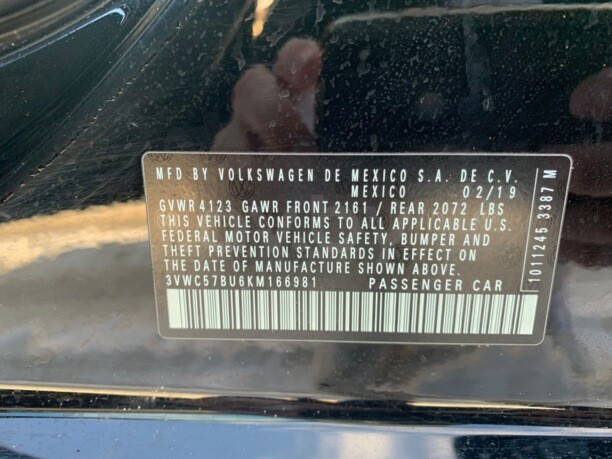 MFD BY VOLKSWAGEN DE MEXICO S.A. DE C.V.
MEXICO 02/19
GVWR 4123 GAWR FRONT 2161 / REAR 2072 LBS
THIS VEHICLE CONFORMS TO ALL APPLICABLE U.S.
FEDERAL MOTOR VEHICLE SAFETY, BUMPER AND
THEFT PREVENTION STANDARDS IN EFFECT ON
THE DATE OF MANUFACTURE SHOWN ABOVE.
3VWC57BU6KM166981 PASSENGER CAR
1011245 3387 M